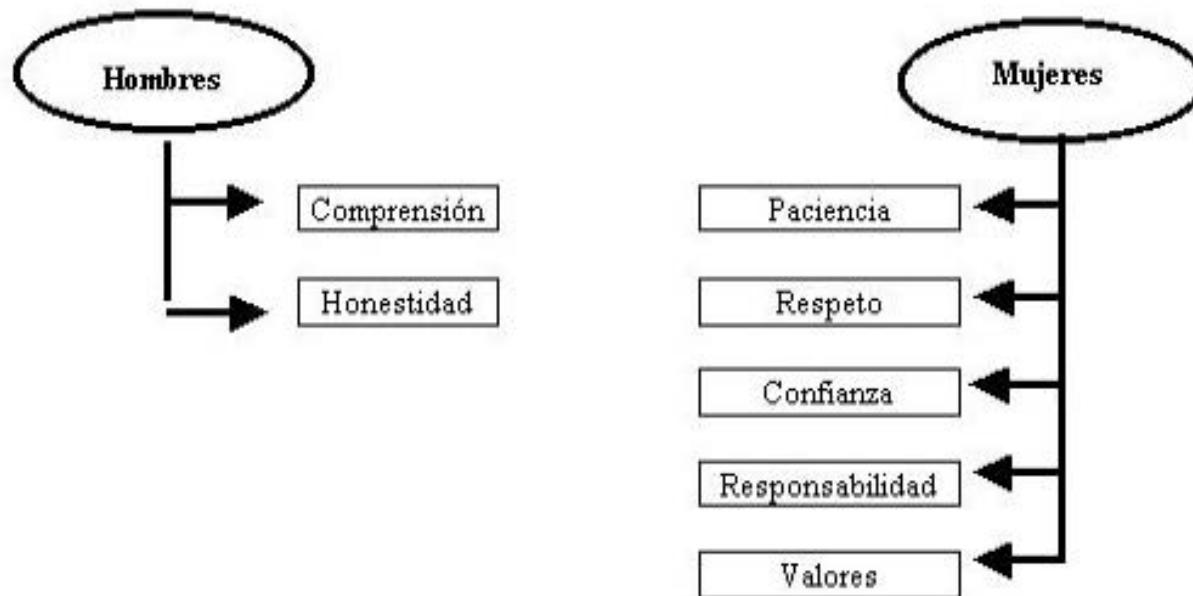 Hombres
Comprensión
Honestidad
Mujeres
Paciencia
Respeto
Confianza
Responsabilidad
Valores